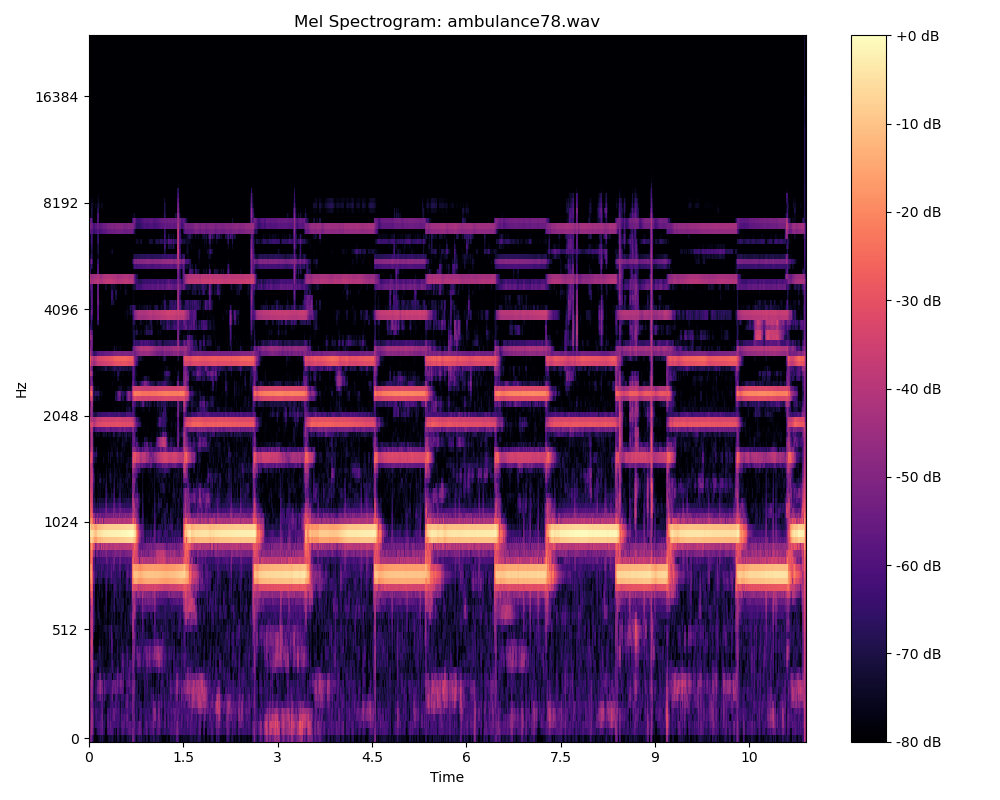 Mel Spectrogram: ambulance78.wav
+0 dB
16384
-10 dB
8192
-20 dB
4096
-30 dB
Hz
-40 dB
2048
-50 dB
1024
-60 dB
512
-70 dB
0
-80 dB
0 1.5 3 4.5 6 7.5 9 10
Time